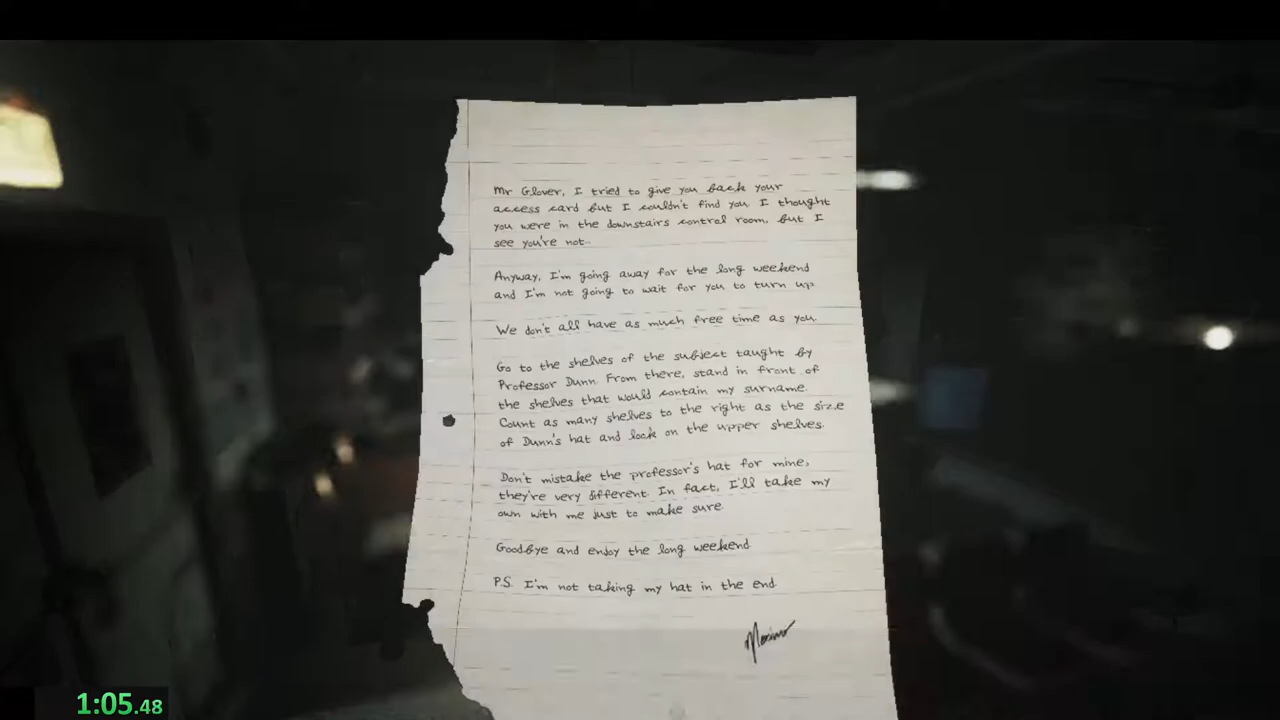 Mr Glover, I tried to give you back your
access card but I couldn't find you I thought
you were in the downstairs control room, but I
see you're not..
Anyway, I'm going away for the long weekend
and I'm not going to wait for you to turn up
We don't all have as much free time as you.
Go to the shelves of the subject taught by
Professor Dunn. From there, stand in front of
the shelves that would contain my surname.
Count as many shelves to the right as the size
of Dunn's hat and look on the upper shelves.
Don't mistake the professor's hat for mine,
they're very different. In fact, I'll take my
own with me just to make sure.
Goodbye and enjoy the long weekend
P.S. I'm not taking my hat in the end
1:05.48